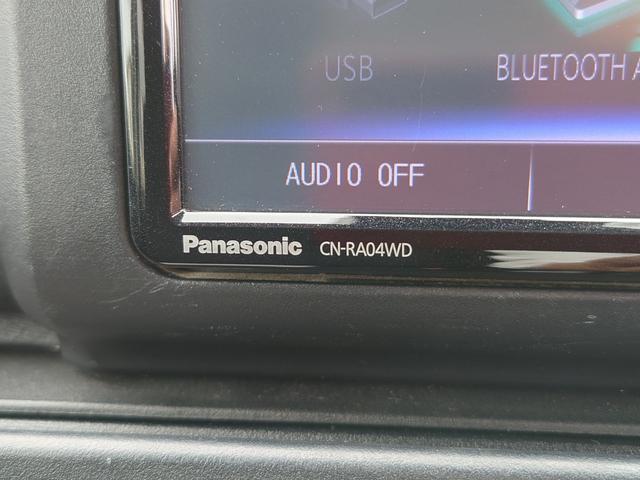 USB BLUETOOTH A
AUDIO OFF
Panasonic CN-RA04WD